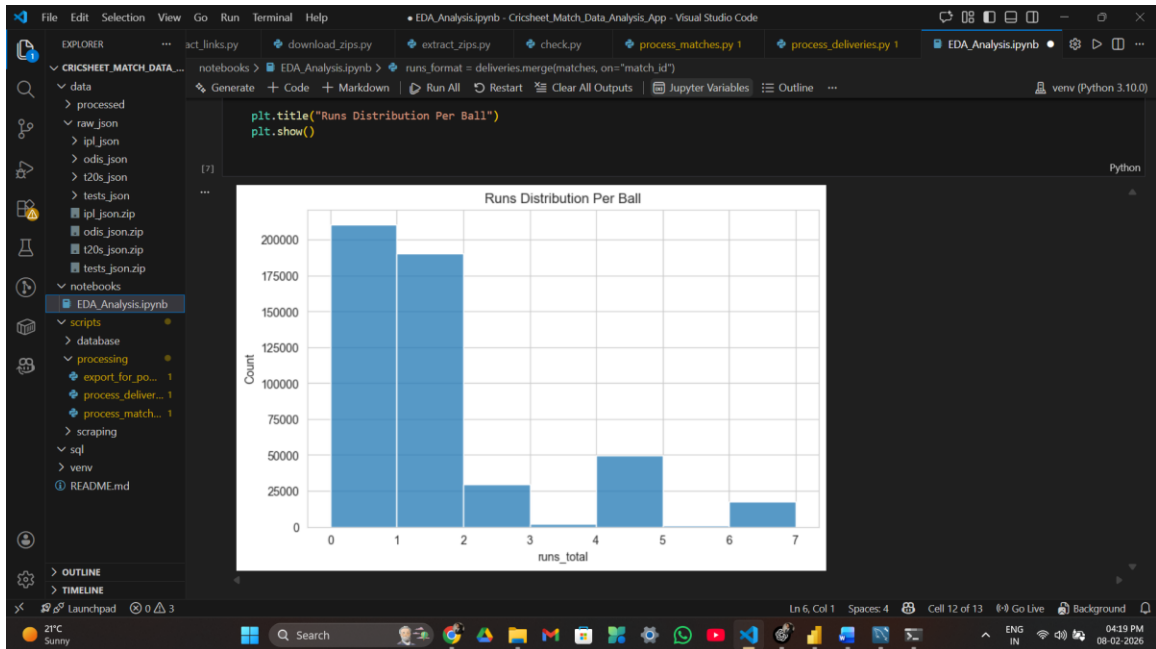 File Edit Selection View Go Run Terminal Help
● EDA_Analysis.ipynb - Cricsheet_Match_Data_Analysis_App - Visual Studio Code
EXPLORER ...
act_links.py download_zips.py extract_zips.py check.py process_matches.py 1 process_deliveries.py 1 EDA_Analysis.ipynb ●
CRICSHEET_MATCH_DATA_...
notebooks > EDA_Analysis.ipynb > runs_format = deliveries.merge(matches, on="match_id")
Generate + Code + Markdown | Run All Restart Clear All Outputs | Jupyter Variables Outline ... venv (Python 3.10.0)
data
processed
raw_json
ipl_json
odis_json
t20s_json
tests_json
ipl_json.zip
odis_json.zip
t20s_json.zip
tests_json.zip
notebooks
EDA_Analysis.ipynb
scripts
database
processing
export_for_po... 1
process_deliver... 1
process_match... 1
scraping
sql
venv
README.md
OUTLINE
TIMELINE
plt.title("Runs Distribution Per Ball")
plt.show()
[7] Python
...
Runs Distribution Per Ball
200000
175000
150000
125000
100000
75000
50000
25000
0
Count
0 1 2 3 4 5 6 7
runs_total
Launchpad 0 3 Ln 6, Col 1 Spaces: 4 Cell 12 of 13 Go Live Background
21°C
Sunny
Search
ENG
IN
04:19 PM
08-02-2026